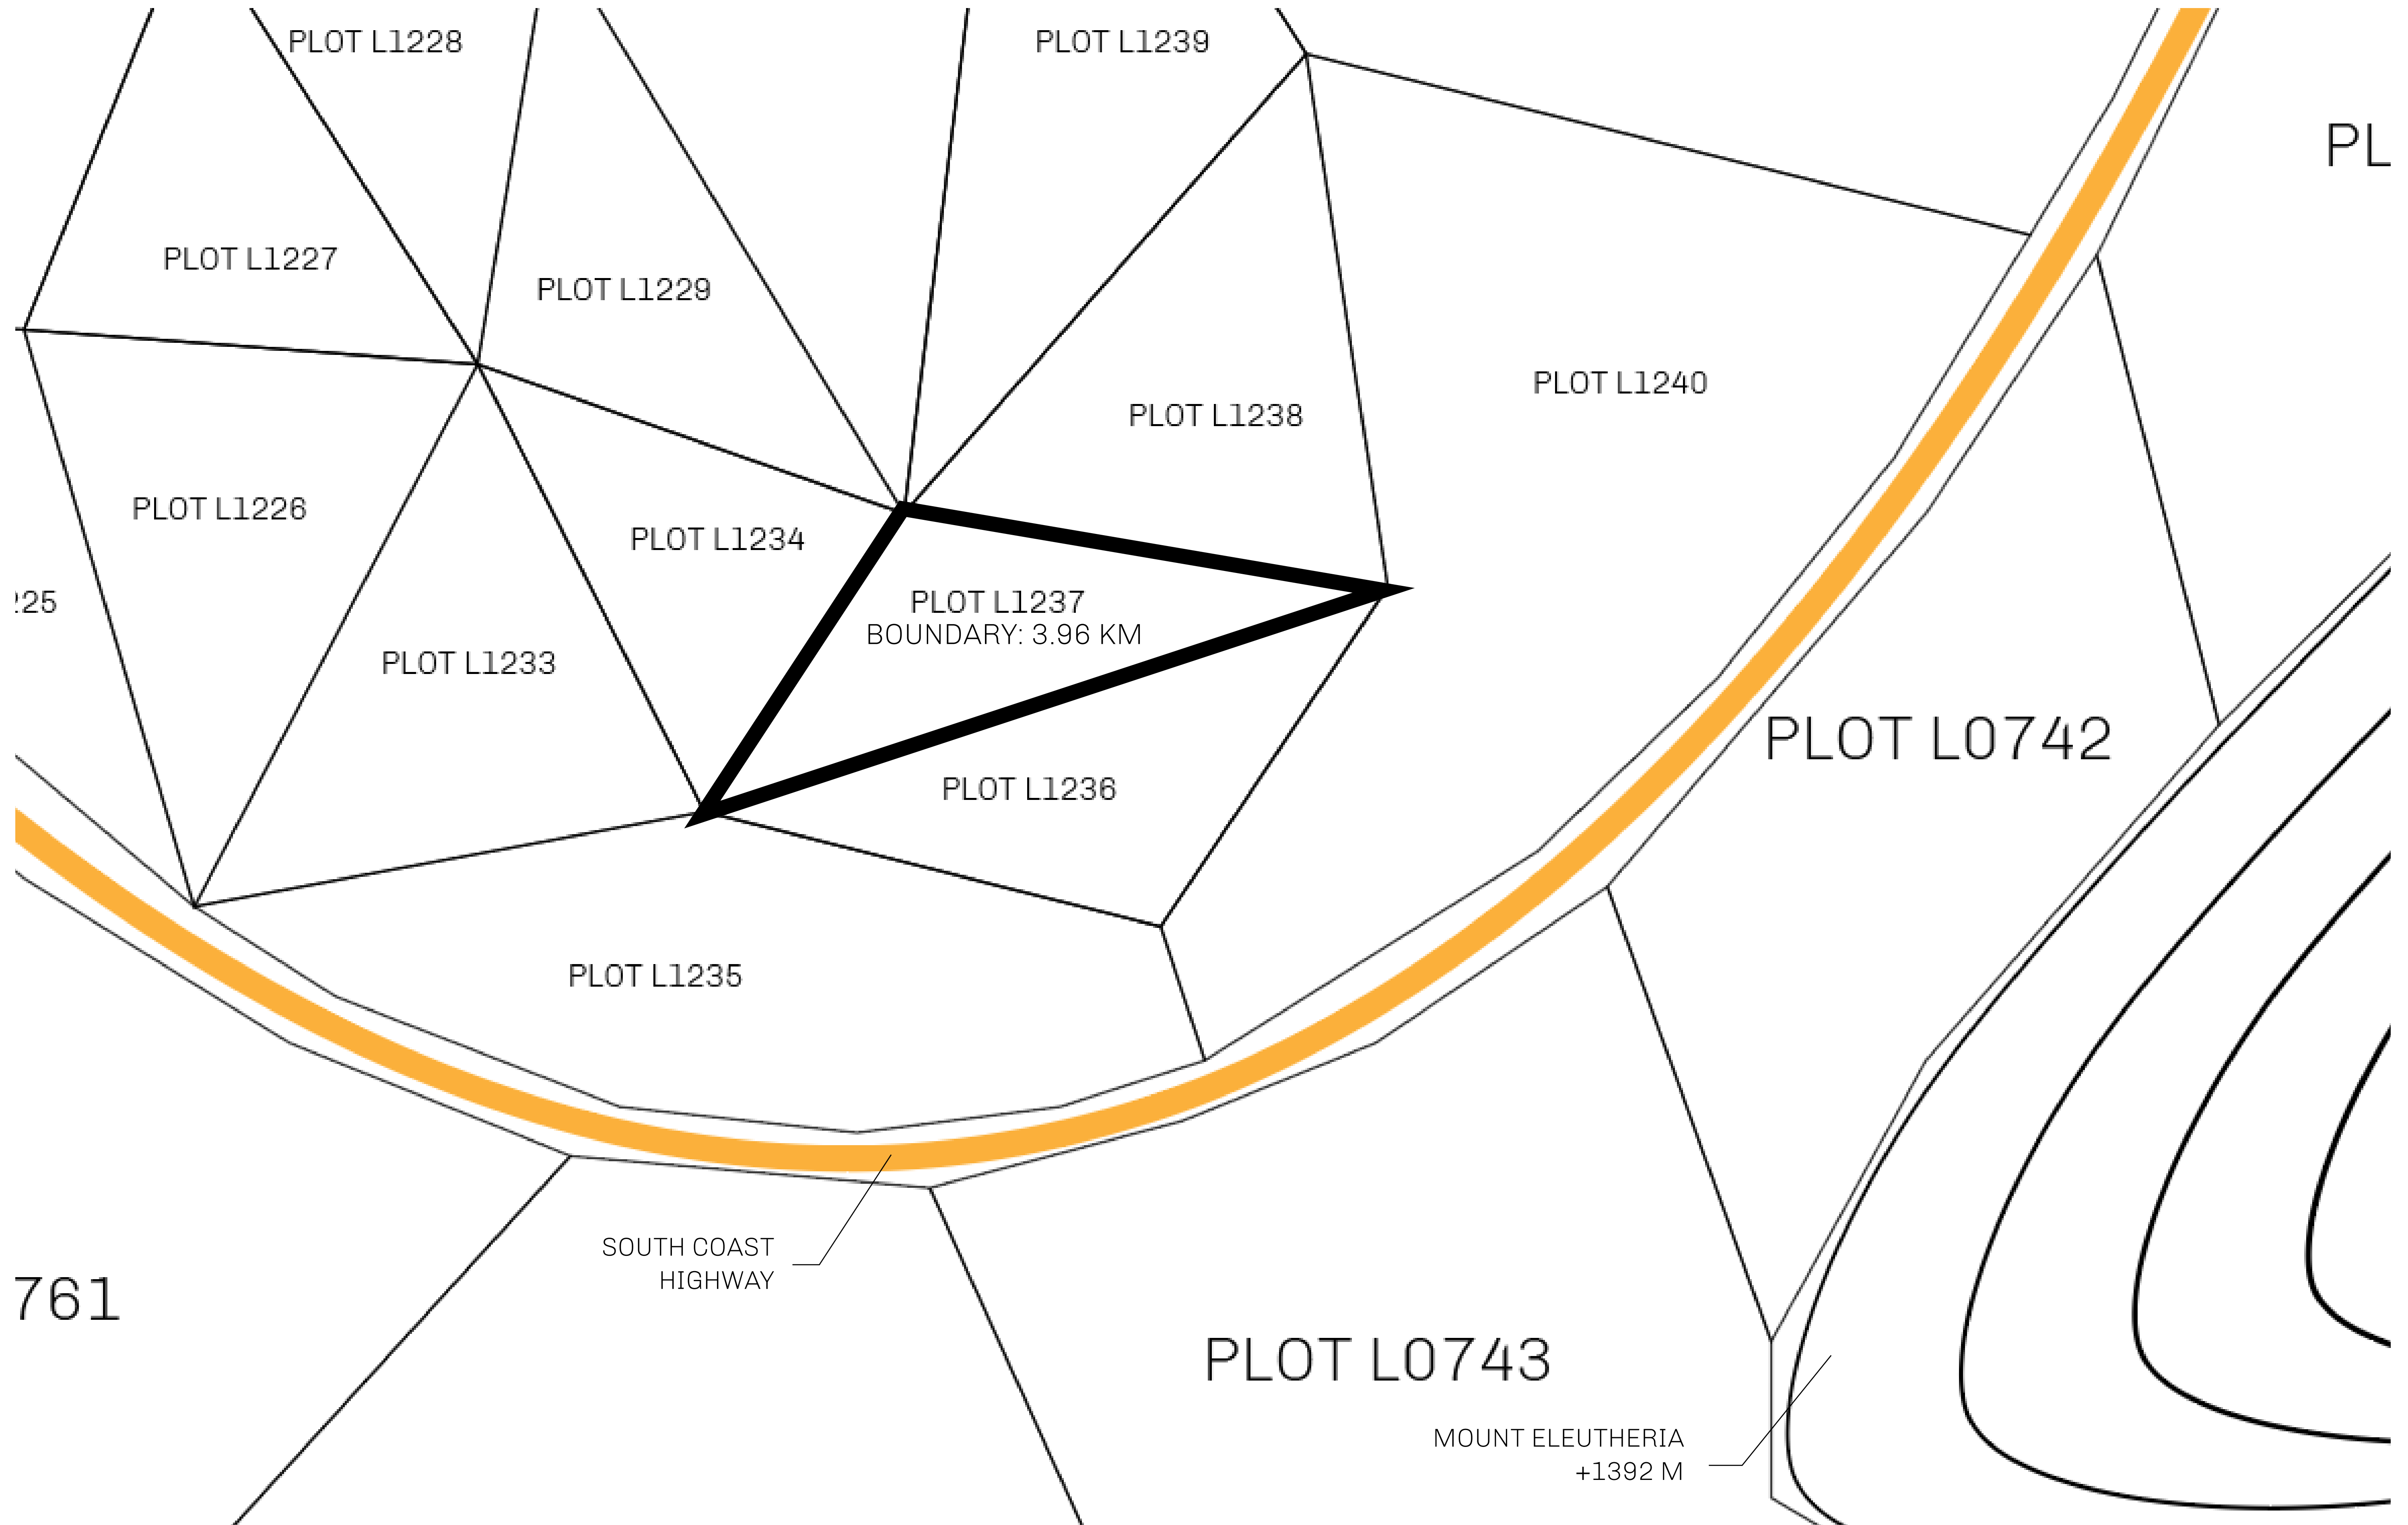 PLOT L1228
PLOT L1239
PL
PLOT L1227
PLOT L1229
PLOT L1240
PLOT L1238
PLOT L1226
PLOT L1234
25
PLOT L1237
BOUNDARY: 3.96 KM
PLOT L1233
PLOT L0742
PLOT L1236
PLOT L1235
SOUTH COAST
HIGHWAY
761
PLOT L0743
MOUNT ELEUTHERIA
+1392 M